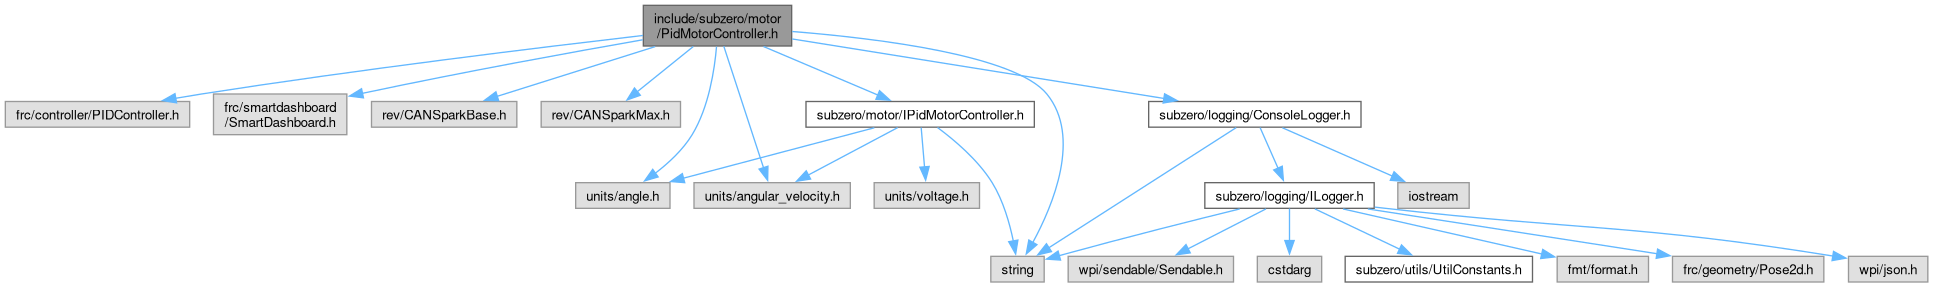 include/subzero/motor
/PidMotorController.h
frc/controller/PIDController.h
frc/smartdashboard
/SmartDashboard.h
rev/CANSparkBase.h
rev/CANSparkMax.h
subzero/motor/IPidMotorController.h
subzero/logging/ConsoleLogger.h
units/angle.h
units/angular_velocity.h
units/voltage.h
subzero/logging/ILogger.h
iostream
string
wpi/sendable/Sendable.h
cstdarg
subzero/utils/UtilConstants.h
fmt/format.h
frc/geometry/Pose2d.h
wpi/json.h